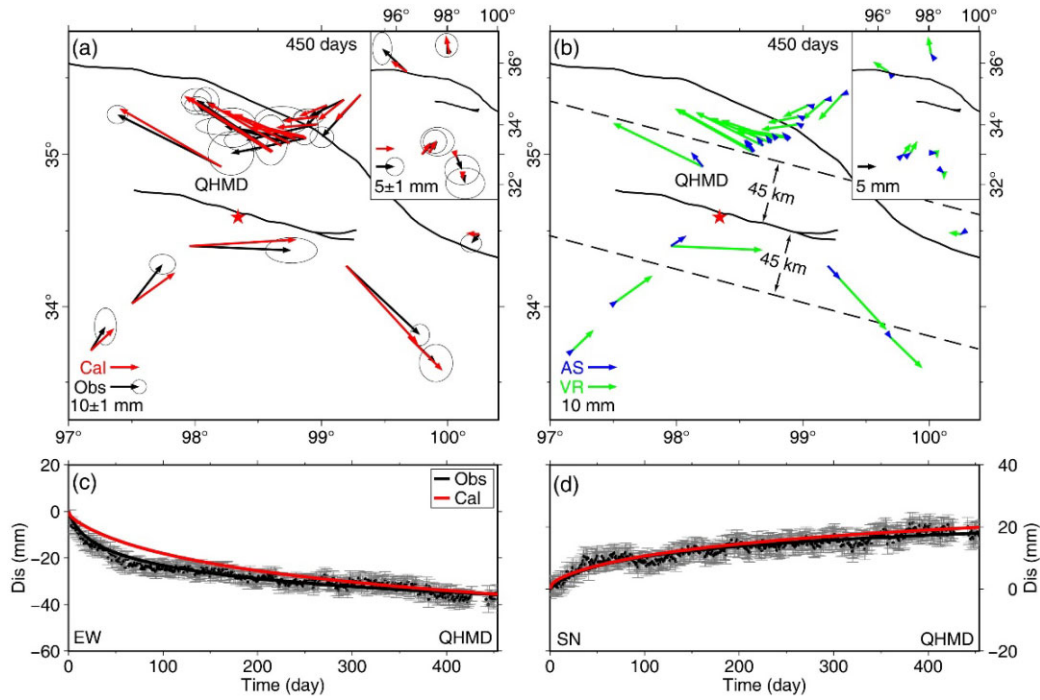 96° 98° 100°
96° 98° 100°
(a)
450 days
36°
34°
32°
5±1 mm
35°
34°
QHMD
Cal
Obs
10±1 mm
97° 98° 99° 100°
(b)
450 days
36°
34°
32°
5 mm
35°
34°
QHMD
45 km
45 km
AS
VR
10 mm
97° 98° 99° 100°
(c)
Obs
Cal
20
0
-20
-40
-60
Dis (mm)
EW
QHMD
0 100 200 300 400
Time (day)
(d)
40
20
0
-20
Dis (mm)
SN
QHMD
0 100 200 300 400
Time (day)